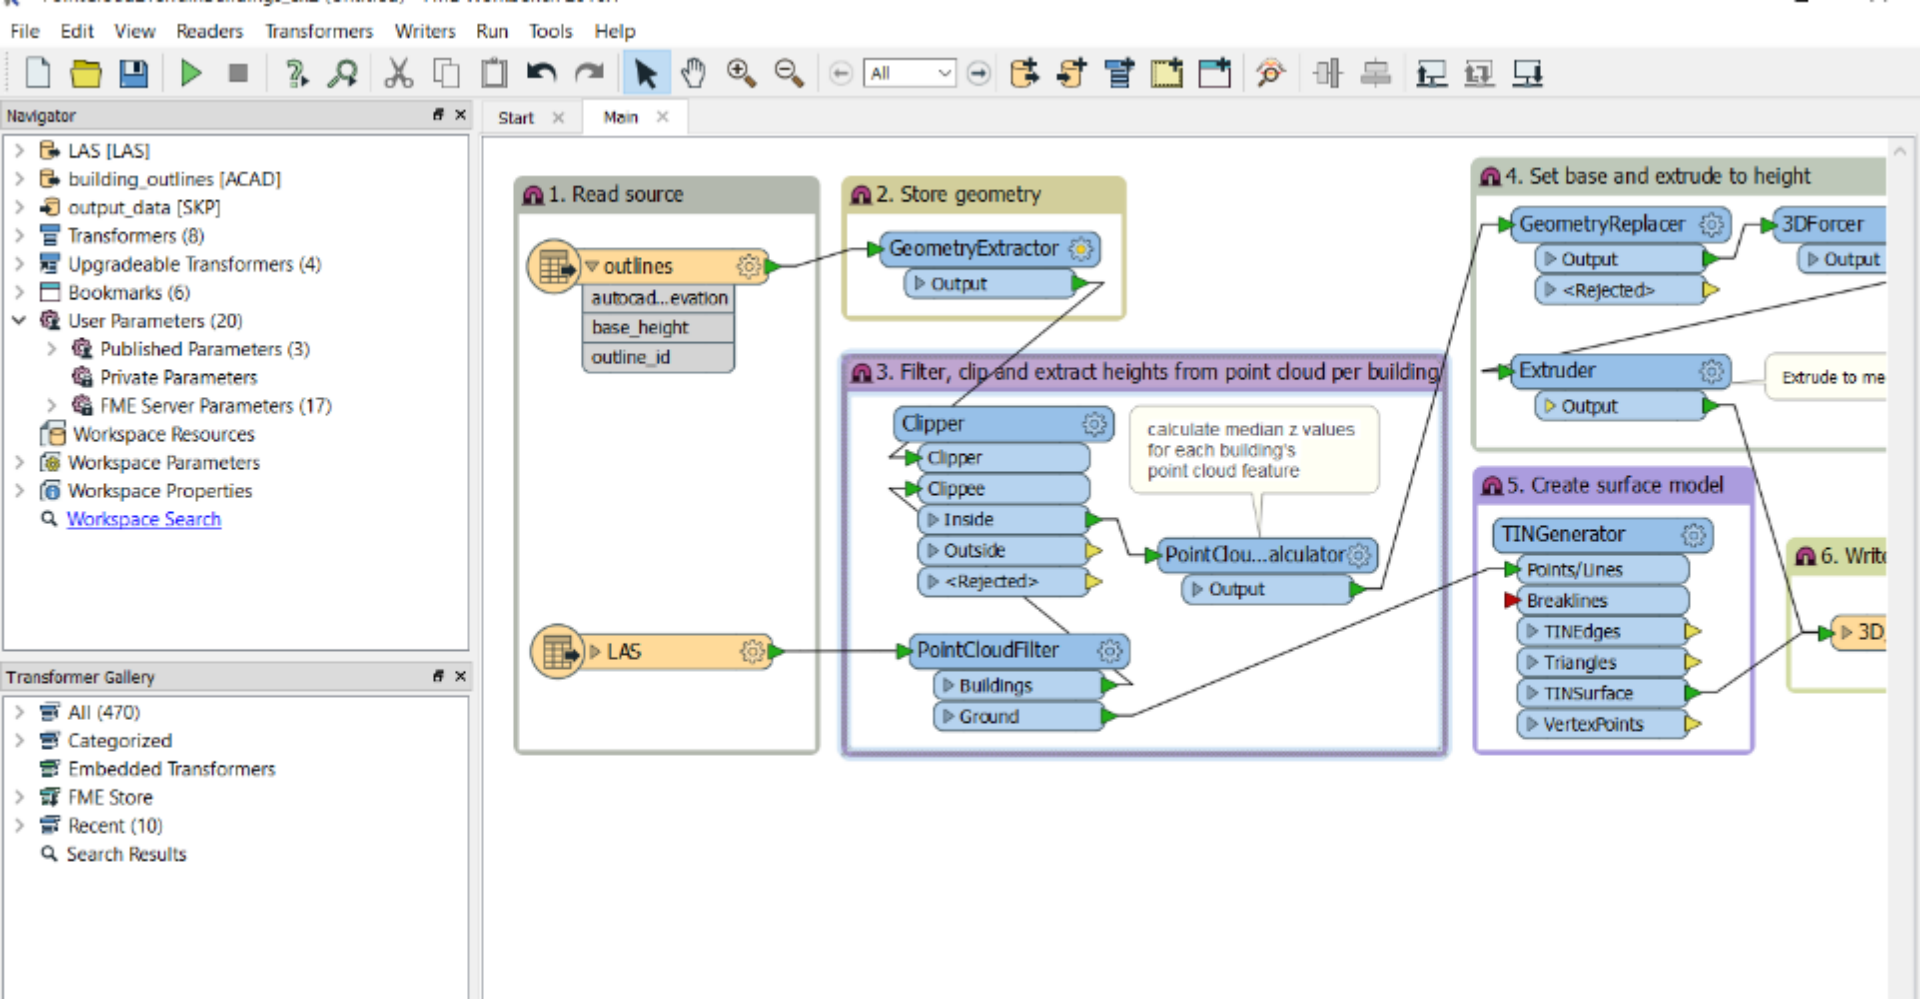 File Edit View Readers Transformers Writers Run Tools Help
All
Navigator
LAS [LAS]
building_outlines [ACAD]
output_data [SKP]
Transformers (8)
Upgradeable Transformers (4)
Bookmarks (6)
User Parameters (20)
Published Parameters (3)
Private Parameters
FME Server Parameters (17)
Workspace Resources
Workspace Parameters
Workspace Properties
Workspace Search
Transformer Gallery
All (470)
Categorized
Embedded Transformers
FME Store
Recent (10)
Search Results
Start
Main
1. Read source
outlines
autocad...evation
base_height
outline_id
LAS
2. Store geometry
GeometryExtractor
Output
3. Filter, clip and extract heights from point cloud per building
Clipper
Clipper
Clippee
Inside
Outside
<Rejected>
calculate median z values
for each building's
point cloud feature
PointClou...alculator
Output
PointCloudFilter
Buildings
Ground
4. Set base and extrude to height
GeometryReplacer
Output
<Rejected>
3DForcer
Output
Extruder
Output
Extrude to me
5. Create surface model
TINGenerator
Points/Lines
Breaklines
TINEdges
Triangles
TINSurface
VertexPoints
6. Write
3D